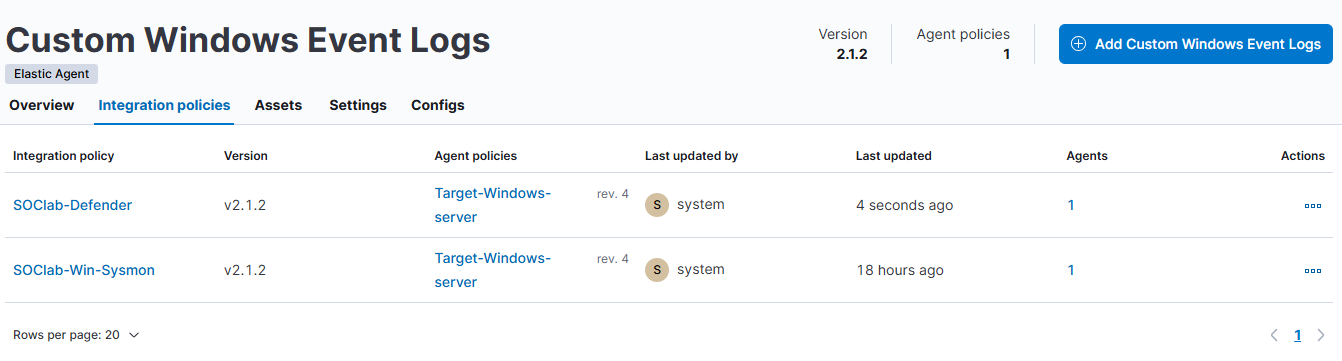 Custom Windows Event Logs
Elastic Agent
Version
2.1.2
Agent policies
1
Add Custom Windows Event Logs
Overview Integration policies Assets Settings Configs
Integration policy Version Agent policies Last updated by Last updated Agents Actions
SOClab-Defender v2.1.2 Target-Windows- rev. 4 S system 4 seconds ago 1
server
SOClab-Win-Sysmon v2.1.2 Target-Windows- rev. 4 S system 18 hours ago 1
server
Rows per page: 20 1